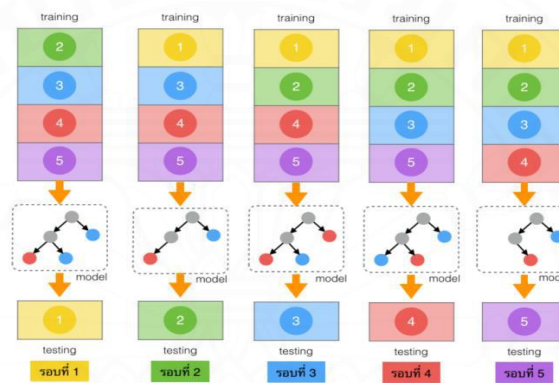 training training training training training
2 1 1 1 1
3 3 2 2 2
4 4 4 3 3
5 5 5 5 4
model model model model model
1 2 3 4 5
testing testing testing testing testing
รอบที่ 1 รอบที่ 2 รอบที่ 3 รอบที่ 4 รอบที่ 5